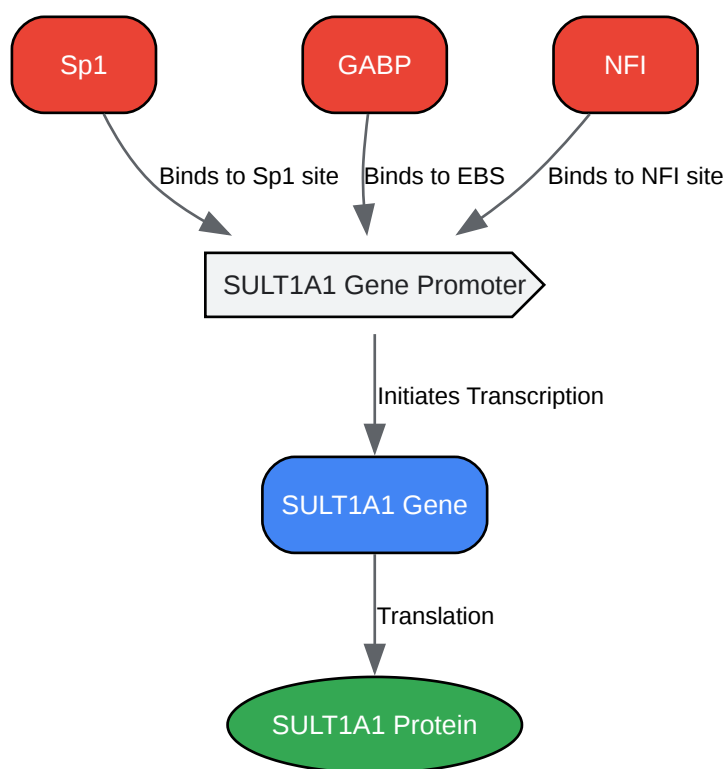 Sp1
GABP
NFI
Binds to Sp1 site
Binds to EBS
Binds to NFI site
SULT1A1 Gene Promoter
Initiates Transcription
SULT1A1 Gene
Translation
SULT1A1 Protein